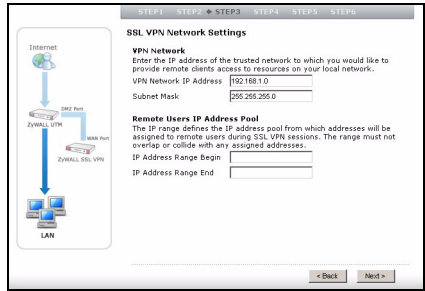 STEP1 STEP2 STEP3 STEP4 STEP5 STEP6
SSL VPN Network Settings
VPN Network
Enter the IP address of the trusted network to which you would like to
provide remote clients access to resources on your local network.
VPN Network IP Address 192.168.1.0
Subnet Mask 255.255.255.0
Remote Users IP Address Pool
The IP range defines the IP address pool from which addresses will be
assigned to remote users during SSL VPN sessions. The range must not
overlap or collide with any assigned addresses.
IP Address Range Begin
IP Address Range End
Internet
DMZ Port
ZyWALL UTM
WAN Port
ZyWALL SSL VPN
LAN
< Back Next >